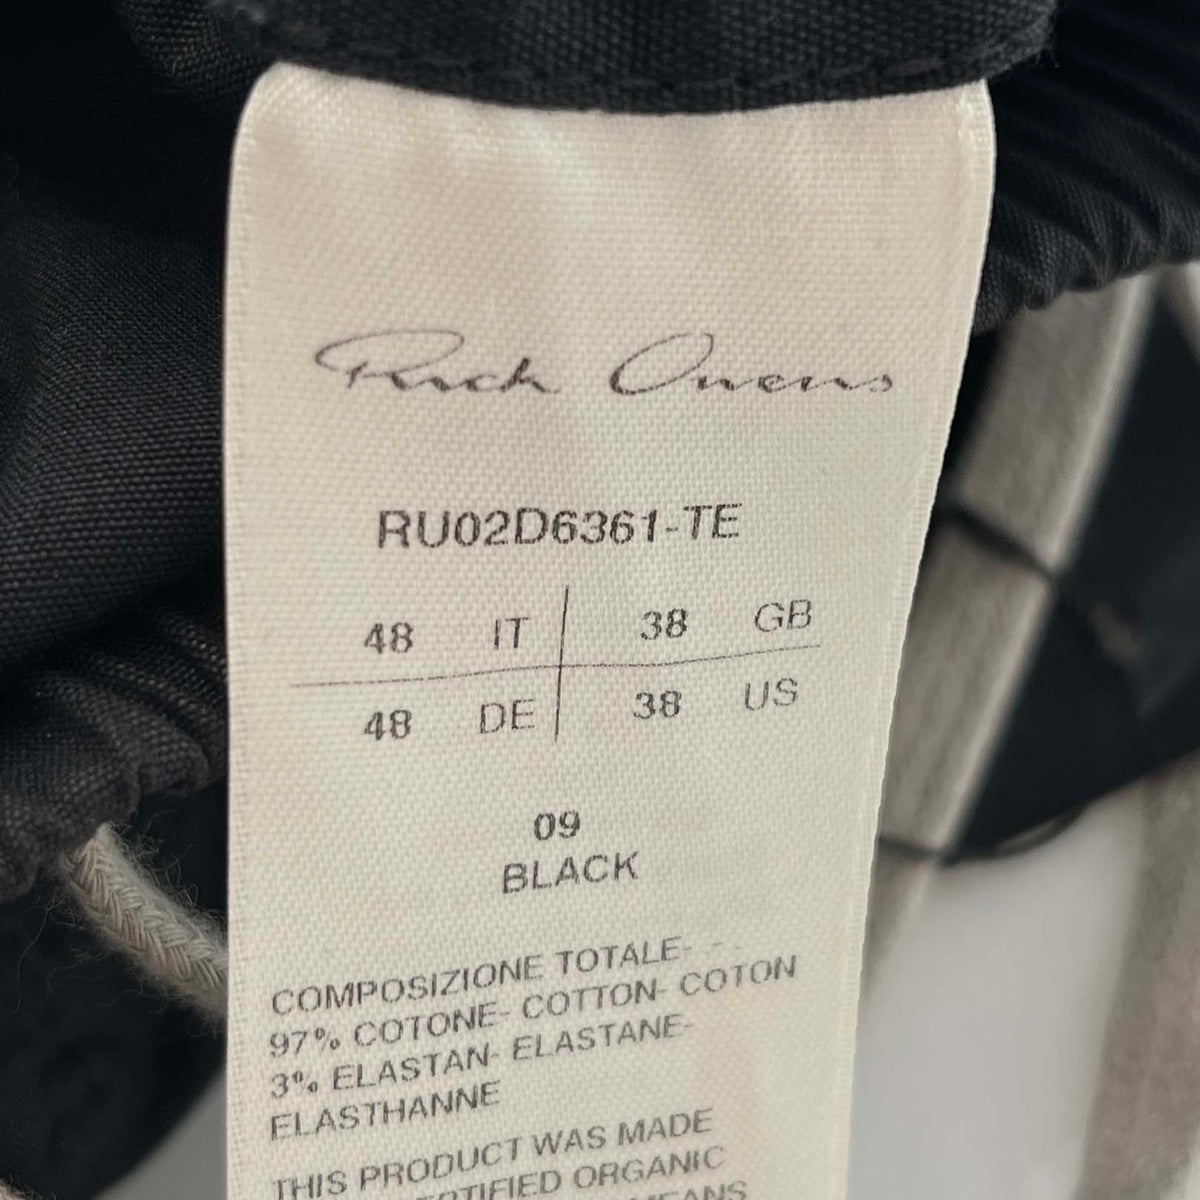 Rick Owens
RU02D6361-TE
48 IT 38 GB
48 DE 38 US
09
BLACK
COMPOSIZIONE TOTALE-
97% COTONE- COTTON- COTON
3% ELASTAN- ELASTANE-
ELASTHANNE
THIS PRODUCT WAS MADE
ORGANIC